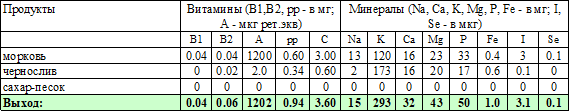 Продукты Витамины (B1,B2, рр - в мг; А - мкг рет.экв) Минералы (Na, Ca, K, Mg, P, Fe - в мг; I, Se - в мкг)
B1 B2 A рр C Na K Ca Mg P Fe I Se
морковь 0.04 0.04 1200 0.60 3.00 13 120 16 23 33 0.4 3 0.1
чернослив 0 0.02 2.0 0.34 0.60 2 173 16 20 17 0.6 0.1 0
сахар-песок 0 0 0 0 0 0 0 0 0 0 0 0 0
Выход: 0.04 0.06 1202 0.94 3.60 15 293 32 43 50 1.0 3.1 0.1